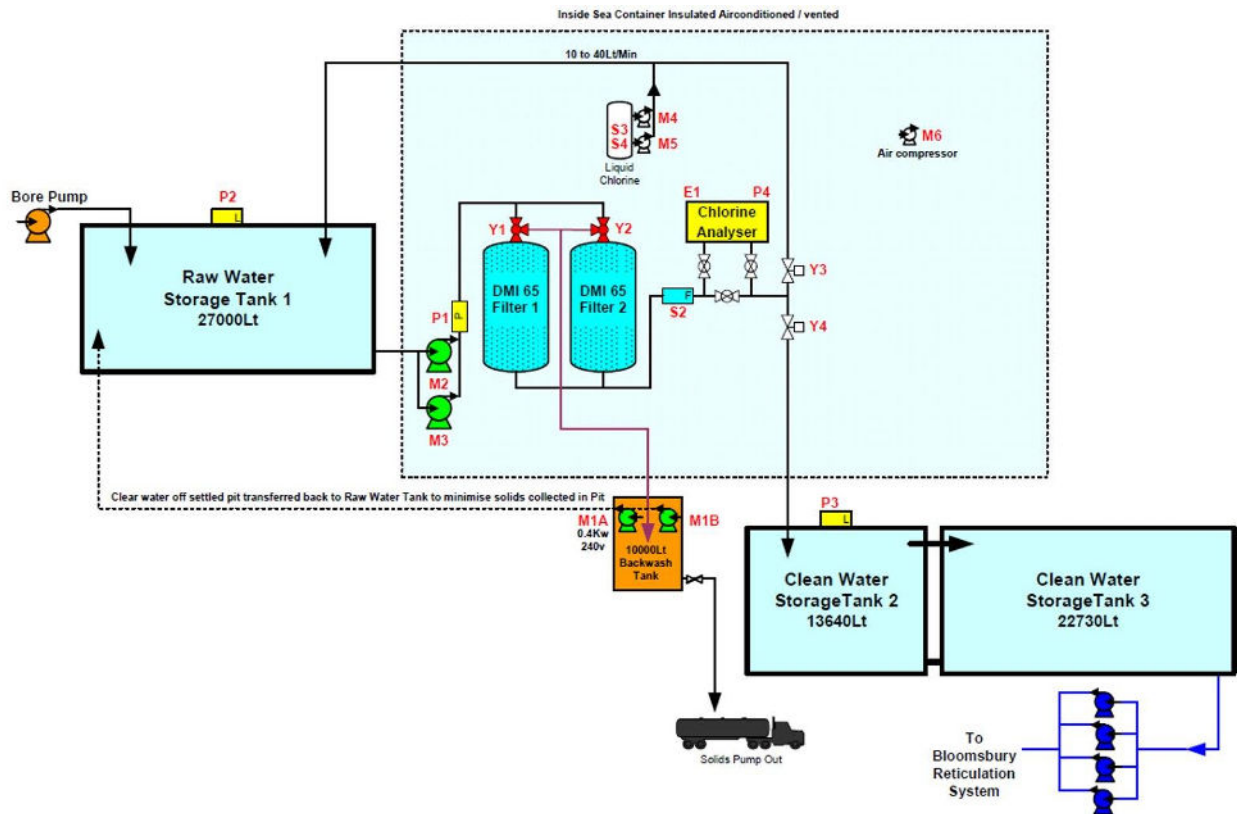 Inside Sea Container Insulated Airconditioned / vented
10 to 40Lt/Min
M4
S3
S4
M5
Liquid
Chlorine
M6
Air compressor
Bore Pump
P2
L
E1
P4
Chlorine
Analyser
Y1
Y2
Y3
Raw Water
Storage Tank 1
27000Lt
DMI 65
Filter 1
DMI 65
Filter 2
P1
P
F
S2
Y4
M2
M3
Clear water off settled pit transferred back to Raw Water Tank to minimise solids collected in Pit
M1A
0.4Kw
240v
M1B
10000Lt
Backwash
Tank
P3
L
Clean Water
StorageTank 2
13640Lt
Clean Water
StorageTank 3
22730Lt
Solids Pump Out
To
Bloomsbury
Reticulation
System